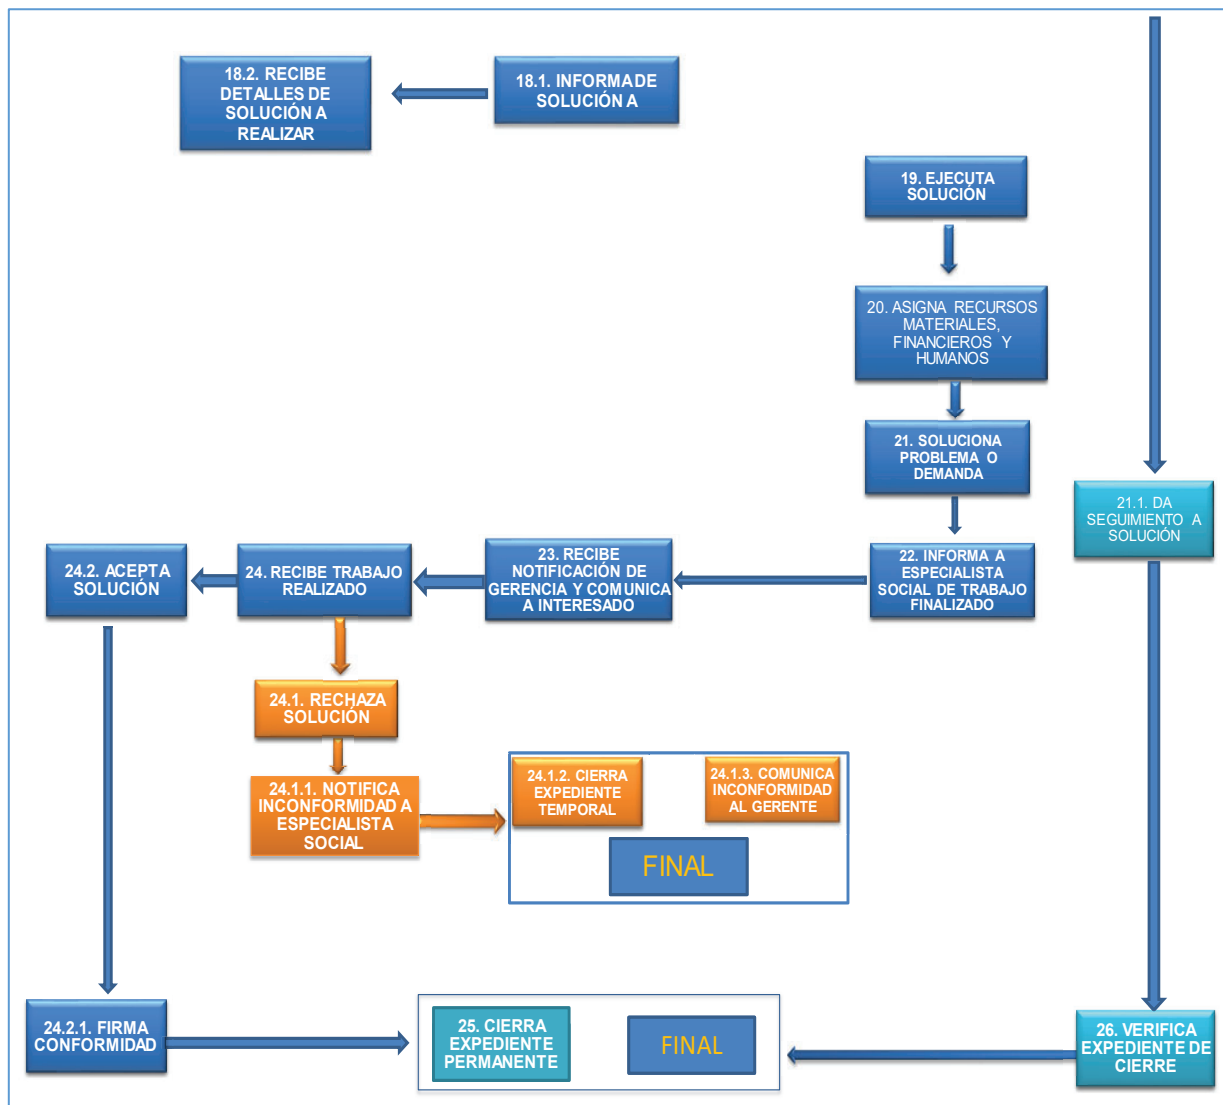 18.2. RECIBE
DETALLES DE
SOLUCIÓN A
REALIZAR
18.1. INFORMA DE
SOLUCIÓN A
19. EJECUTA
SOLUCIÓN
20. ASIGNA RECURSOS
MATERIALES,
FINANCIEROS Y
HUMANOS
21. SOLUCIONA
PROBLEMA O
DEMANDA
21.1. DA
SEGUIMIENTO A
SOLUCIÓN
22. INFORMA A
ESPECIALISTA
SOCIAL DE TRABAJO
FINALIZADO
23. RECIBE
NOTIFICACIÓN DE
GERENCIA Y COMUNICA
A INTERESADO
24. RECIBE TRABAJO
REALIZADO
24.2. ACEPTA
SOLUCIÓN
24.1. RECHAZA
SOLUCIÓN
24.1.1. NOTIFICA
INCONFORMIDAD A
ESPECIALISTA
SOCIAL
24.1.2. CIERRA
EXPEDIENTE
TEMPORAL
24.1.3. COMUNICA
INCONFORMIDAD
AL GERENTE
FINAL
24.2.1. FIRMA
CONFORMIDAD
25. CIERRA
EXPEDIENTE
PERMANENTE
FINAL
26. VERIFICA
EXPEDIENTE DE
CIERRE